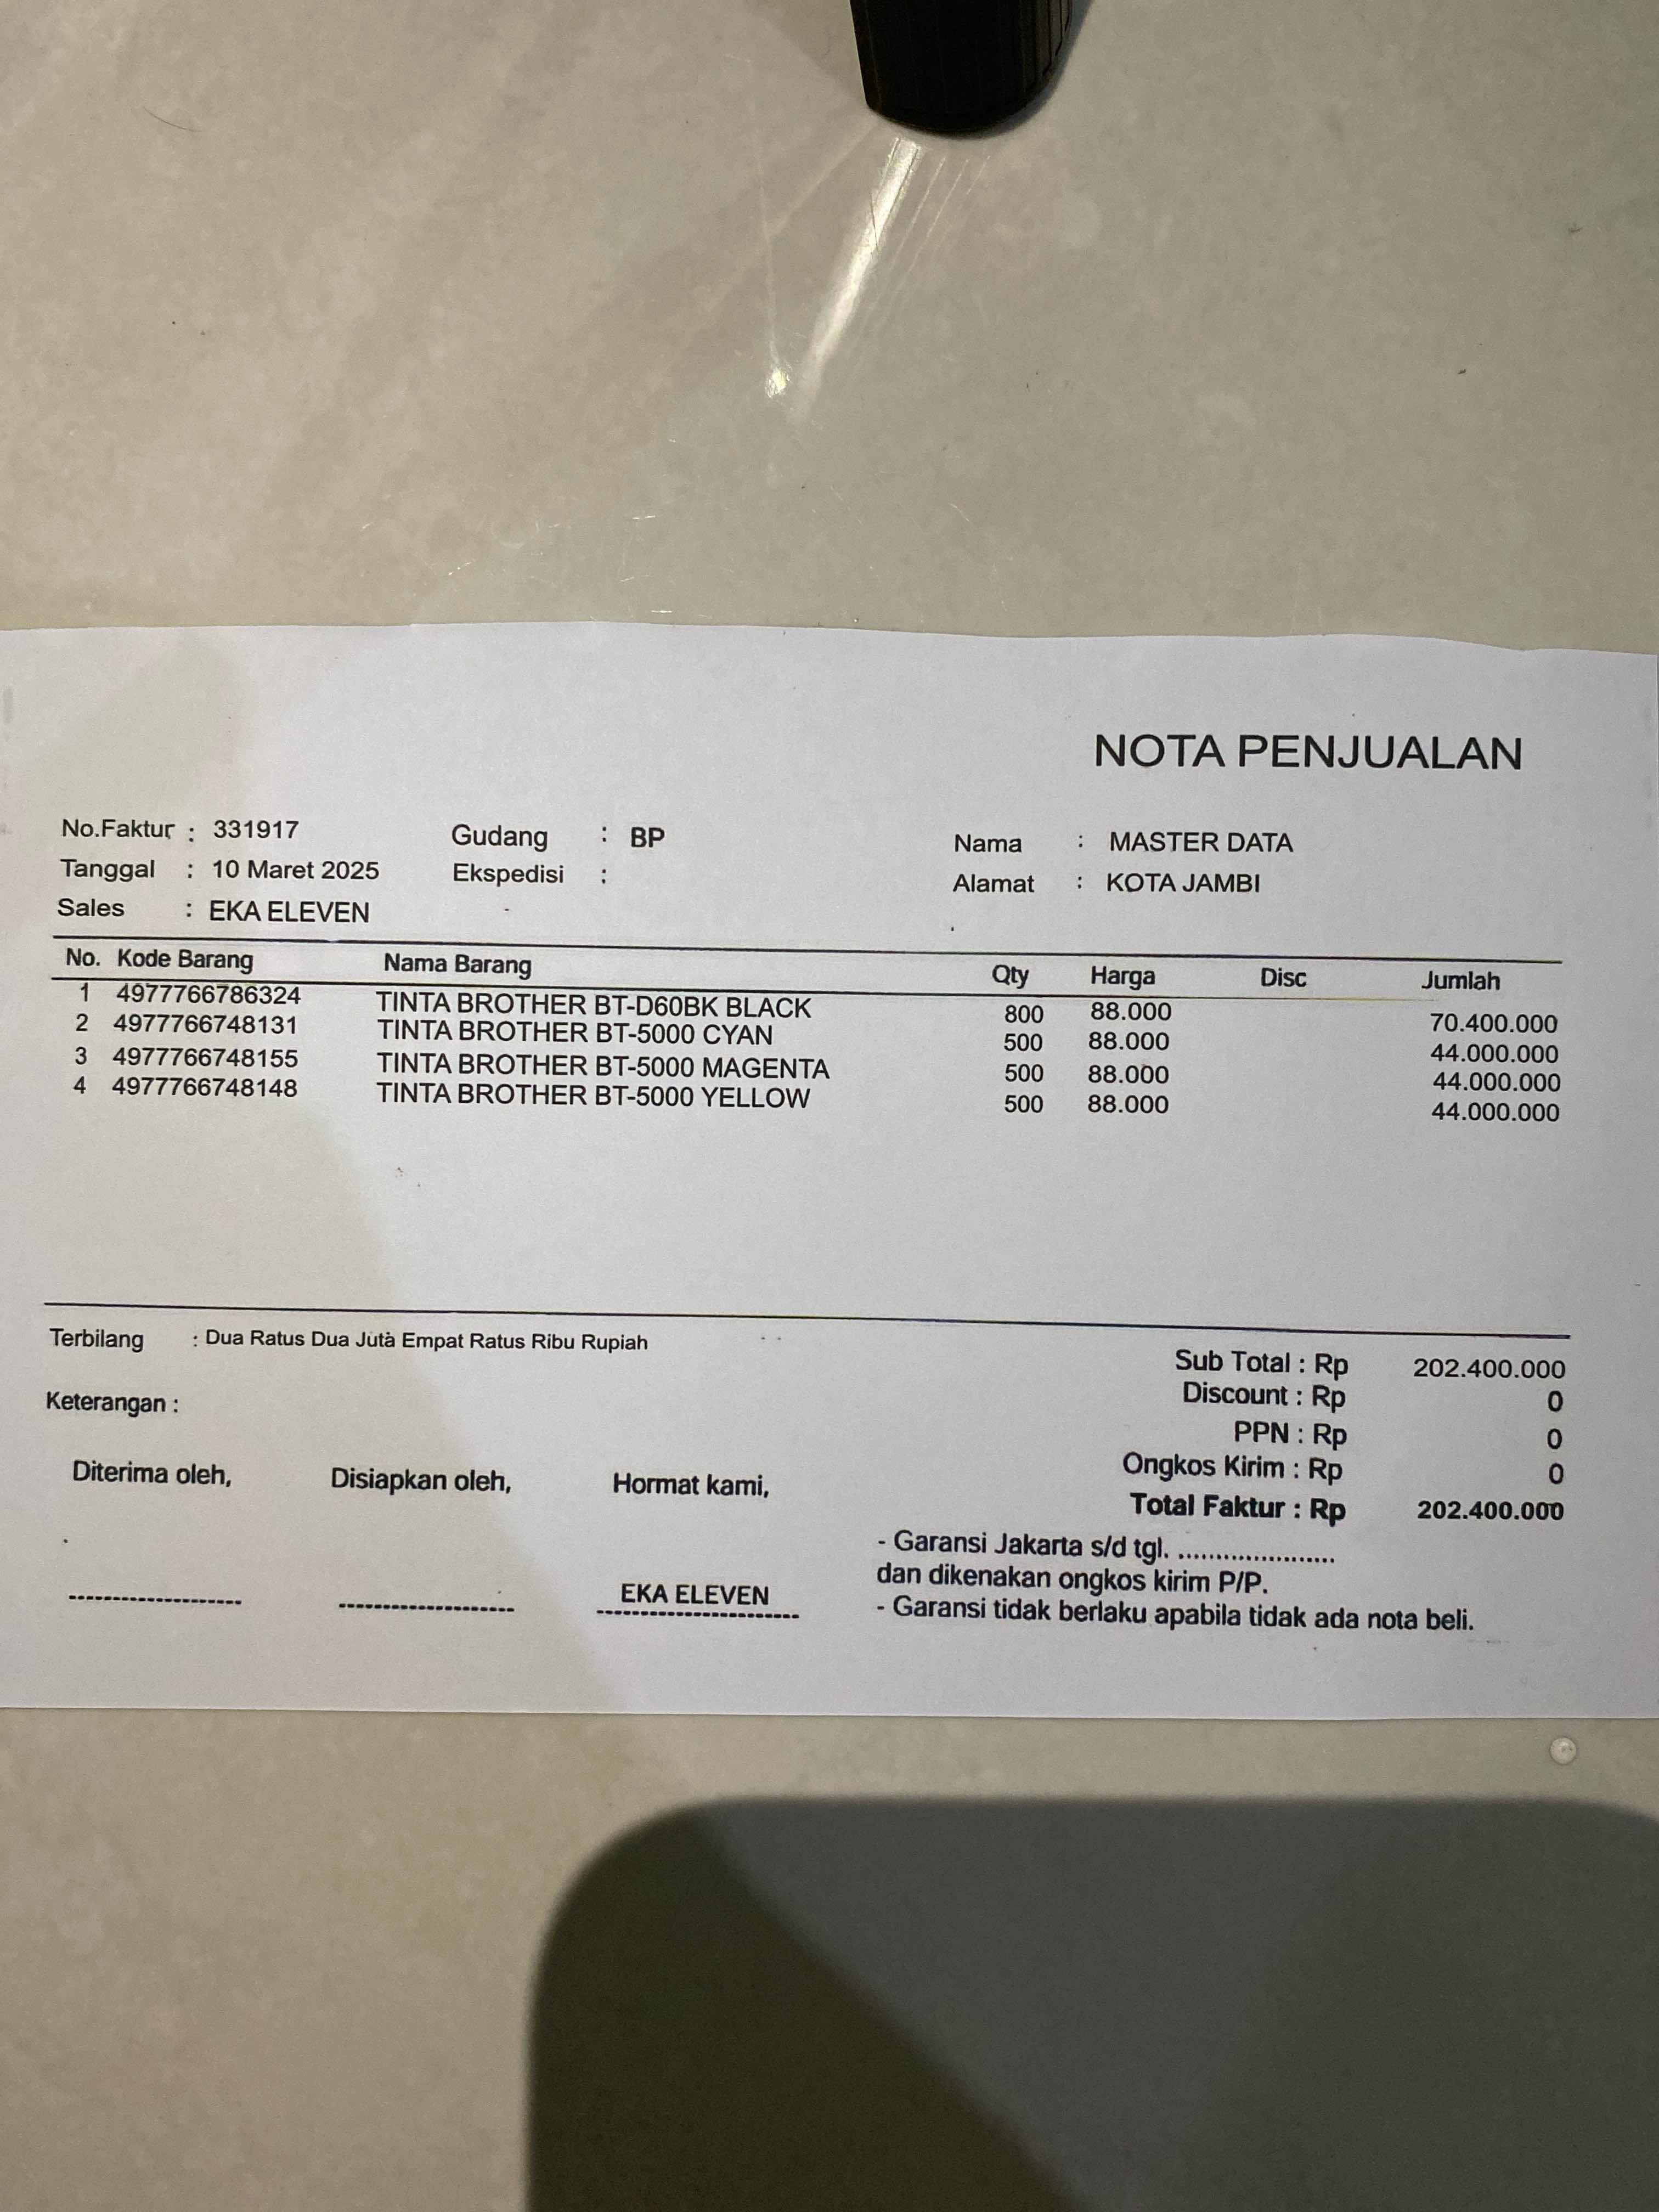 NOTA PENJUALAN
No.Faktur : 331917 Gudang : BP Nama : MASTER DATA
Tanggal : 10 Maret 2025 Ekspedisi : Alamat : KOTA JAMBI
Sales : EKA ELEVEN
No. Kode Barang Nama Barang Qty Harga Disc Jumlah
1 4977766786324 TINTA BROTHER BT-D60BK BLACK 800 88.000 70.400.000
2 4977766748131 TINTA BROTHER BT-5000 CYAN 500 88.000 44.000.000
3 4977766748155 TINTA BROTHER BT-5000 MAGENTA 500 88.000 44.000.000
4 4977766748148 TINTA BROTHER BT-5000 YELLOW 500 88.000 44.000.000
Terbilang : Dua Ratus Dua Juta Empat Ratus Ribu Rupiah
Sub Total : Rp 202.400.000
Discount : Rp 0
Keterangan :
PPN : Rp 0
Ongkos Kirim : Rp 0
Diterima oleh, Disiapkan oleh, Hormat kami,
Total Faktur : Rp 202.400.000
- Garansi Jakarta s/d tgl. ......................
dan dikenakan ongkos kirim P/P.
EKA ELEVEN
- Garansi tidak berlaku apabila tidak ada nota beli.